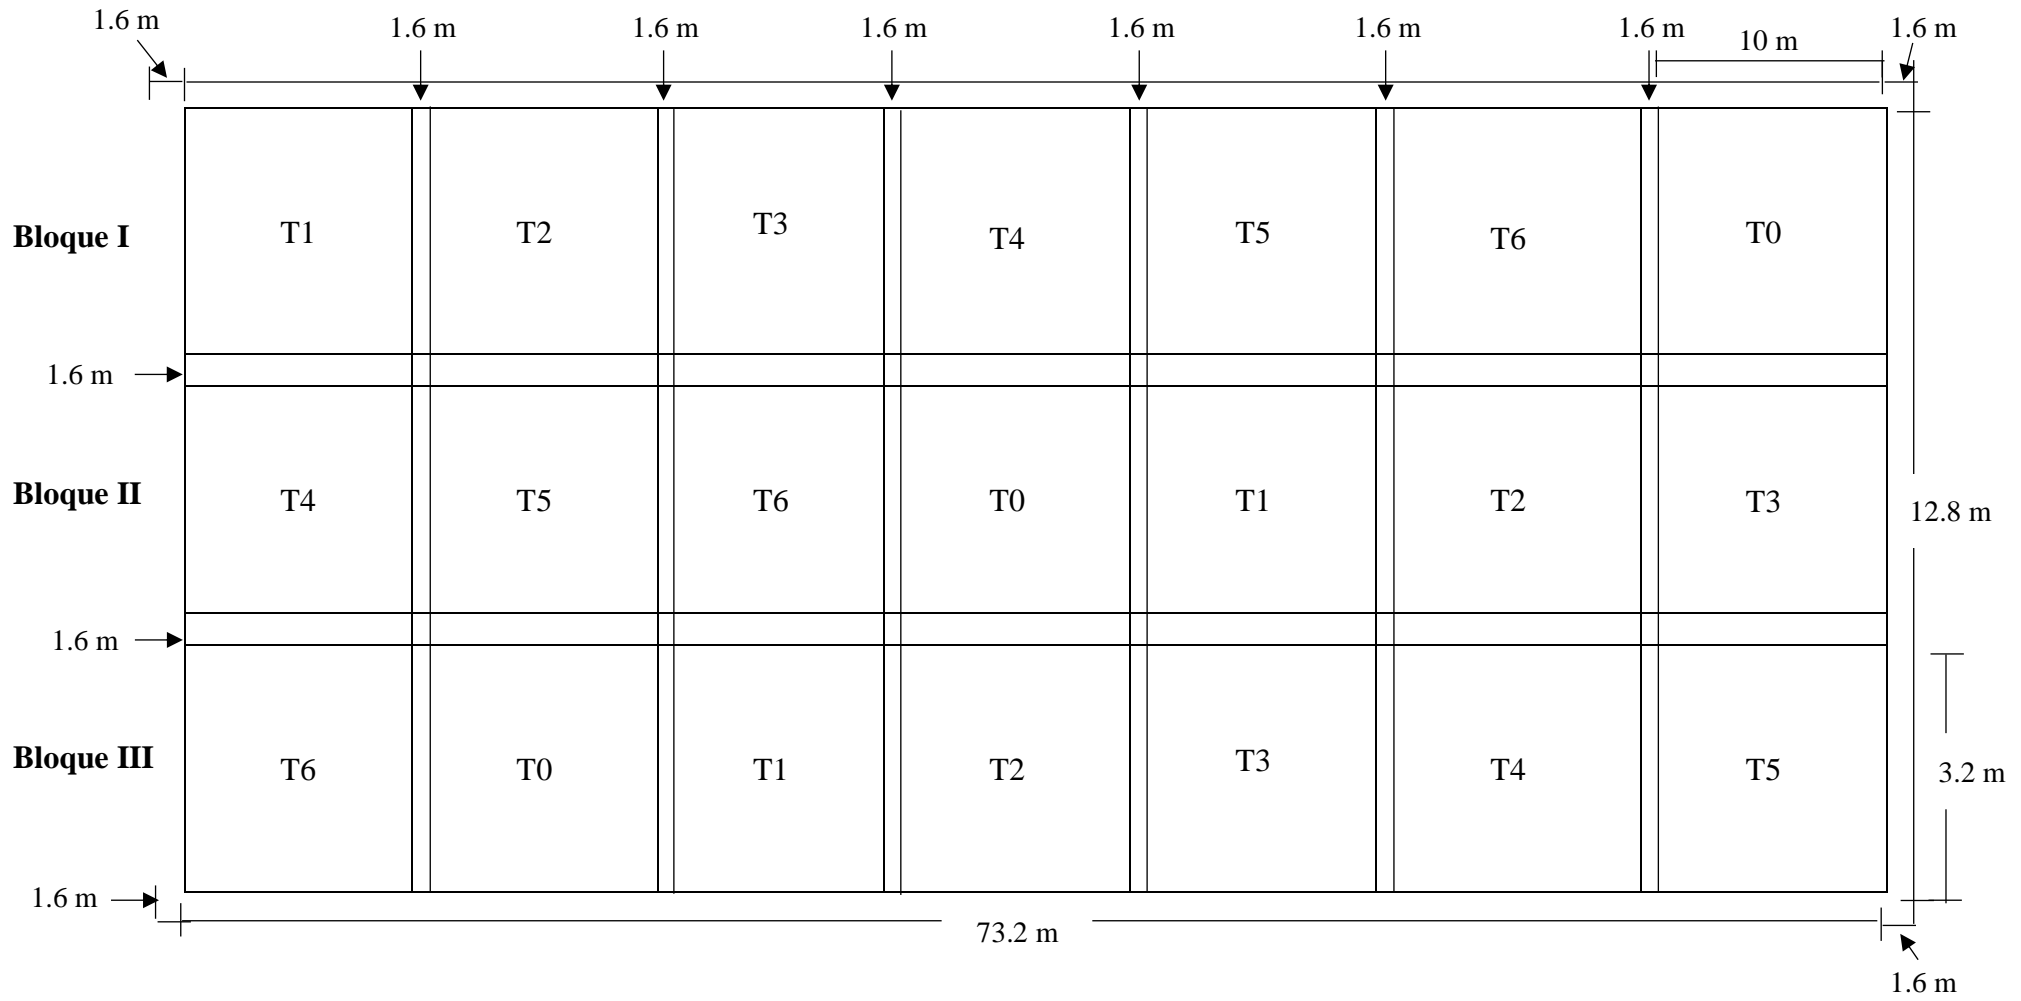 1.6 m 1.6 m 1.6 m 1.6 m 1.6 m 1.6 m 1.6 m 1.6 m
10 m
Bloque I T1 T2 T3 T4 T5 T6 T0
1.6 m
Bloque II T4 T5 T6 T0 T1 T2 T3
12.8 m
1.6 m
Bloque III T6 T0 T1 T2 T3 T4 T5
3.2 m
1.6 m
73.2 m
1.6 m